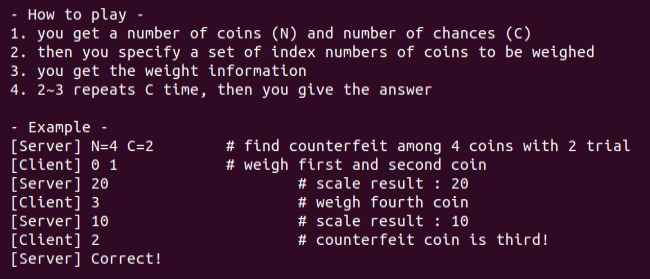 - How to play -
1. you get a number of coins (N) and number of chances (C)
2. then you specify a set of index numbers of coins to be weighed
3. you get the weight information
4. 2~3 repeats C time, then you give the answer
- Example -
[Server] N=4 C=2 # find counterfeit among 4 coins with 2 trial
[Client] 0 1 # weigh first and second coin
[Server] 20 # scale result : 20
[Client] 3 # weigh fourth coin
[Server] 10 # scale result : 10
[Client] 2 # counterfeit coin is third!
[Server] Correct!